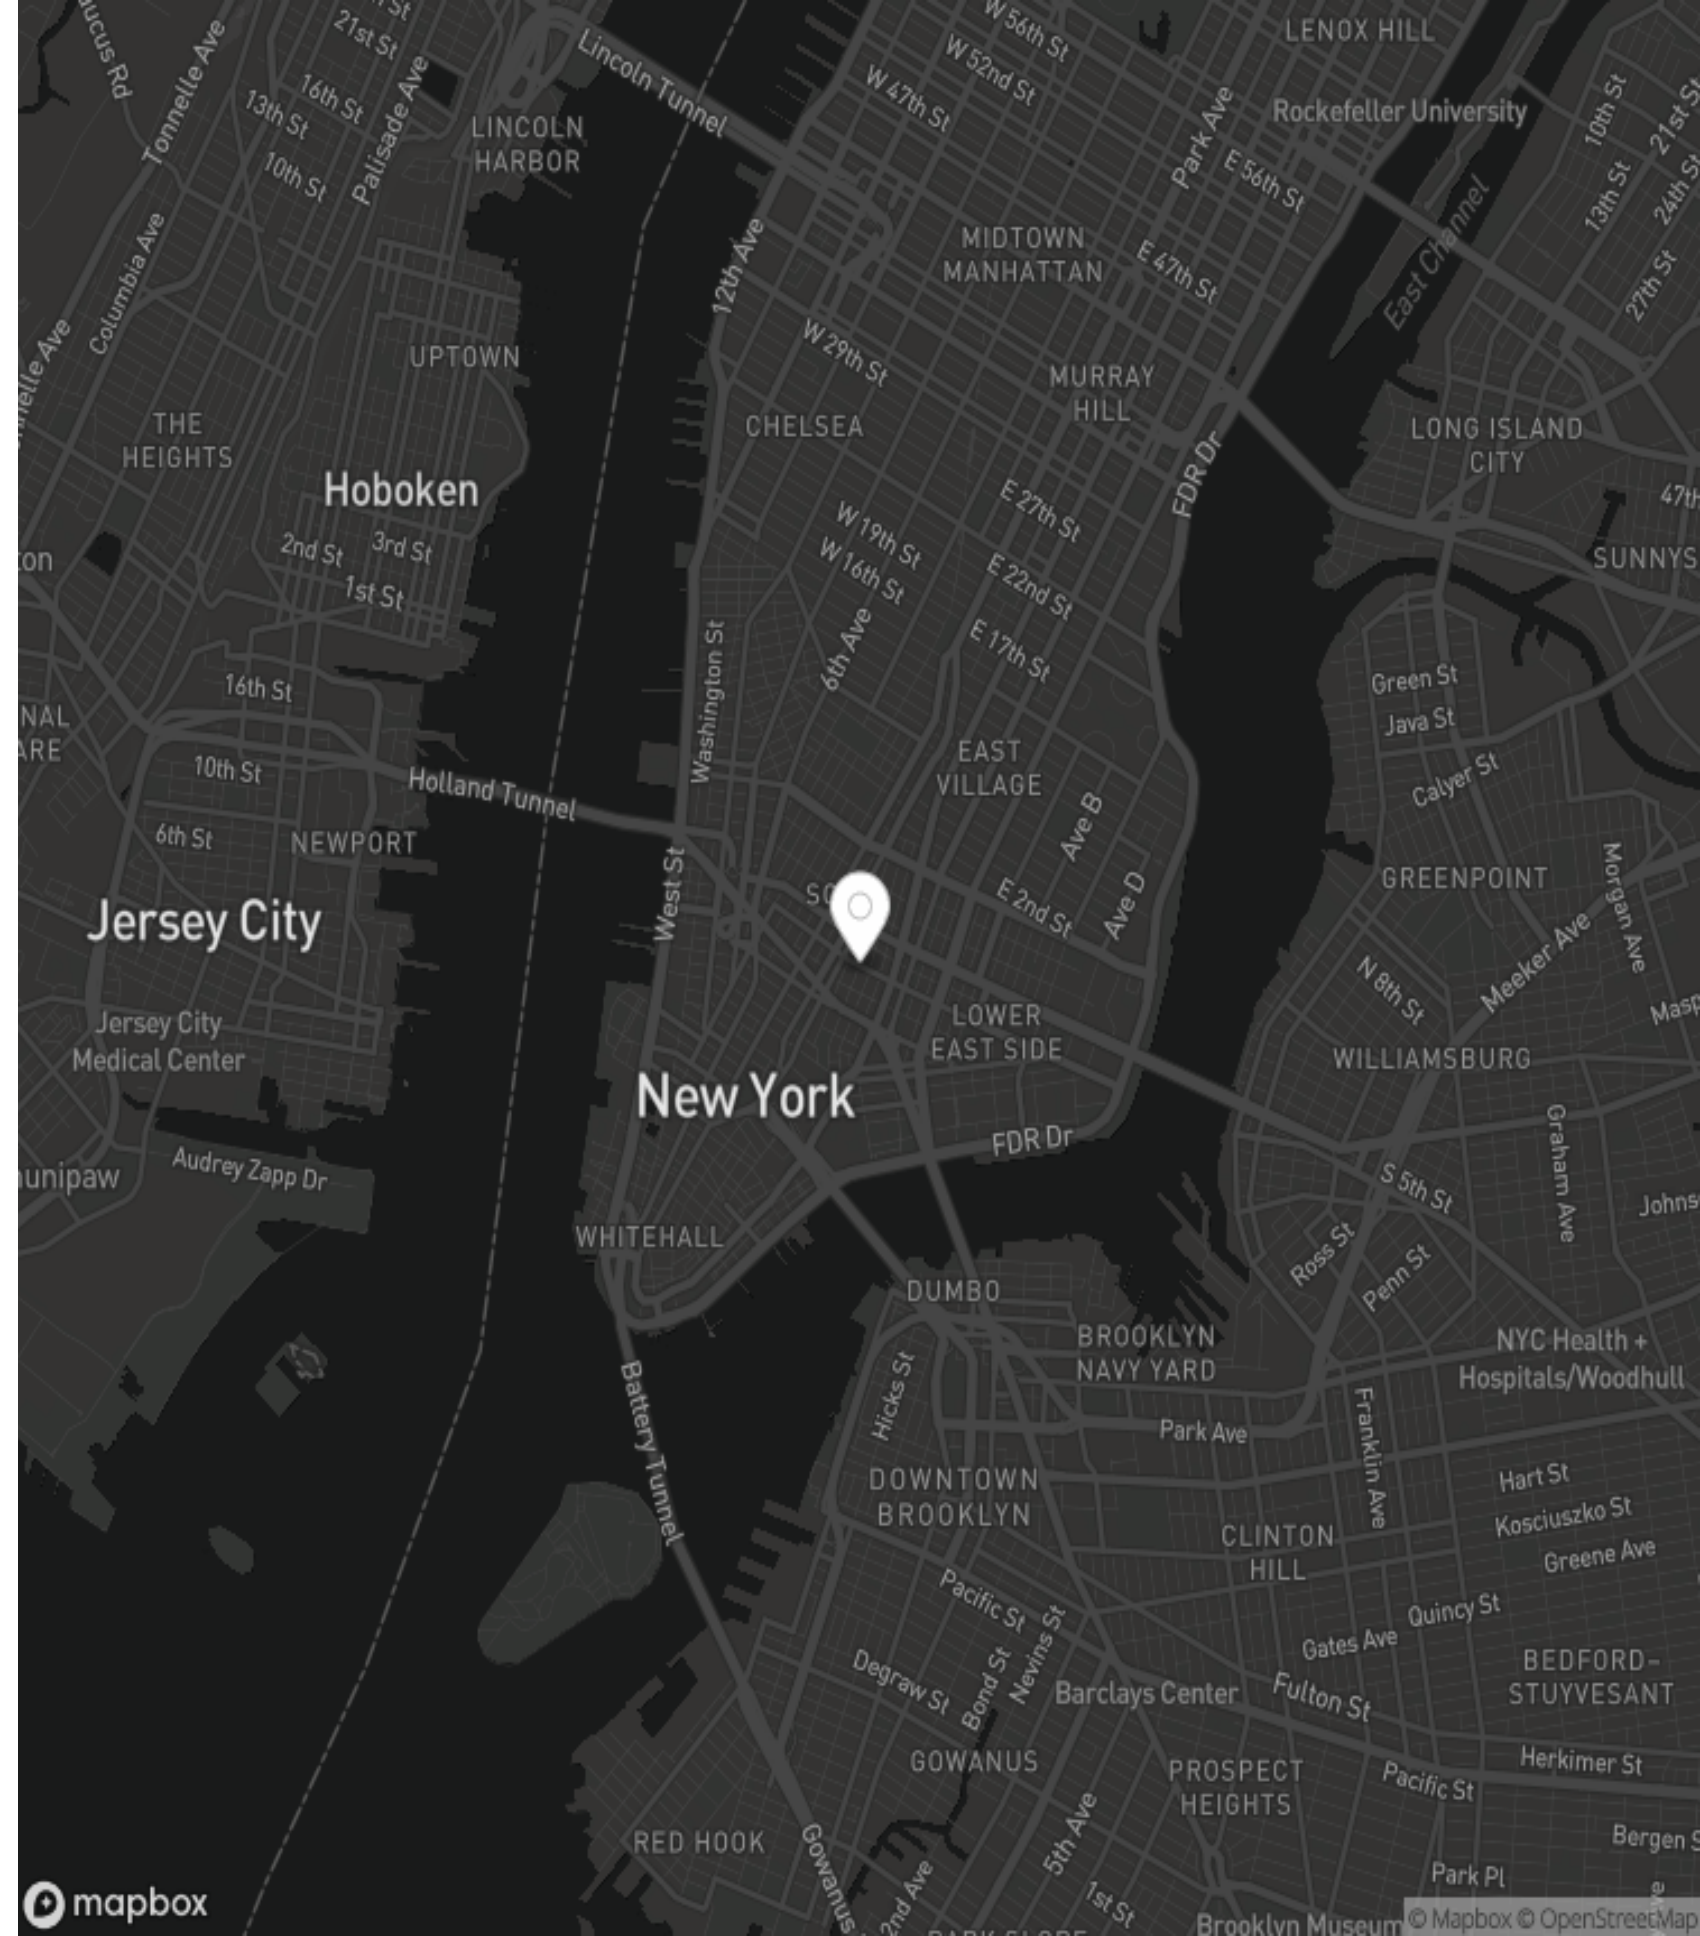 21st St
LENOX HILL
Lincoln Tunnel
W 56th St
W 52nd St
W 47th St
Tonnelle Ave
16th St
13th St
10th St
Palisade Ave
LINCOLN
HARBOR
Park Ave
Rockefeller University
10th St
21st St
E 56th St
13th St
24th St
East Channel
27th St
Columbia Ave
12th Ave
MIDTOWN
MANHATTAN
E 47th St
UPTOWN
W 29th St
MURRAY
HILL
THE
HEIGHTS
CHELSEA
LONG ISLAND
CITY
FDR Dr
Hoboken
2nd St
3rd St
1st St
W 19th St
W 16th St
E 27th St
E 22nd St
47th
SUNNYS
6th Ave
E 17th St
Washington St
16th St
Green St
Java St
10th St
Holland Tunnel
EAST
VILLAGE
Calyer St
6th St
NEWPORT
Ave B
GREENPOINT
Morgan Ave
Jersey City
West St
E 2nd St
Ave D
Meeker Ave
N 8th St
Jersey City
Medical Center
LOWER
EAST SIDE
WILLIAMSBURG
New York
FDR Dr
Graham Ave
Audrey Zapp Dr
S 5th St
WHITEHALL
Ross St
Penn St
DUMBO
BROOKLYN
NAVY YARD
NYC Health +
Hospitals/Woodhull
Hicks St
Battery Tunnel
Park Ave
Franklin Ave
DOWNTOWN
BROOKLYN
Hart St
Kosciuszko St
CLINTON
HILL
Greene Ave
Pacific St
Quincy St
Gates Ave
Nevins St
Bond St
Degraw St
Barclays Center
Fulton St
BEDFORD-
STUYVESANT
GOWANUS
PROSPECT
HEIGHTS
Herkimer St
Pacific St
5th Ave
RED HOOK
Gowanus
Bergen S
Park Pl
2nd Ave
1st St
mapbox
Brooklyn Museum
© Mapbox © OpenStreetMap